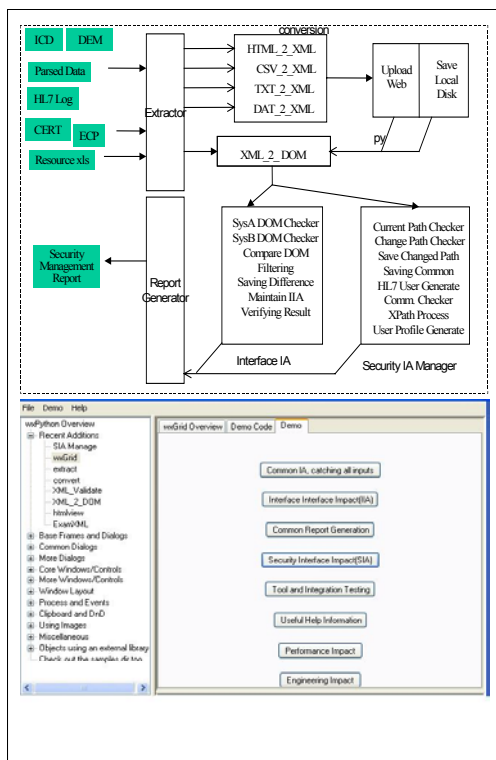 conversion
ICD
DEM
Parsed Data
HL7 Log
CERT
ECP
Resource xls
Extractor
HTML_2_XML
CSV_2_XML
TXT_2_XML
DAT_2_XML
Upload
Web
Save
Local
Disk
py
XML_2_DOM
Security
Management
Report
Report
Generator
SysA DOM Checker
SysB DOM Checker
Compare DOM
Filtering
Saving Difference
Maintain IIA
Verifying Result
Interface IA
Current Path Checker
Change Path Checker
Save Changed Path
Saving Common
HL7 User Generate
Comm. Checker
XPath Process
User Profile Generate
Security IA Manager
File Demo Help
wxPython Overview
Recent Additions
SIA Manage
wxGrid
extract
convert
XML_Validate
XML_2_DOM
htmlview
ExamXML
Base Frames and Dialogs
Common Dialogs
More Dialogs
Core Windows/Controls
More Windows/Controls
Window Layout
Process and Events
Clipboard and DnD
Using Images
Miscellaneous
Objects using an external library
Check out the samples dir too
wxGrid Overview Demo Code Demo
Common IA, catching all inputs
Interface Interface Impact(IIA)
Common Report Generation
Security Interface Impact(SIA)
Tool and Integration Testing
Useful Help Information
Performance Impact
Engineering Impact